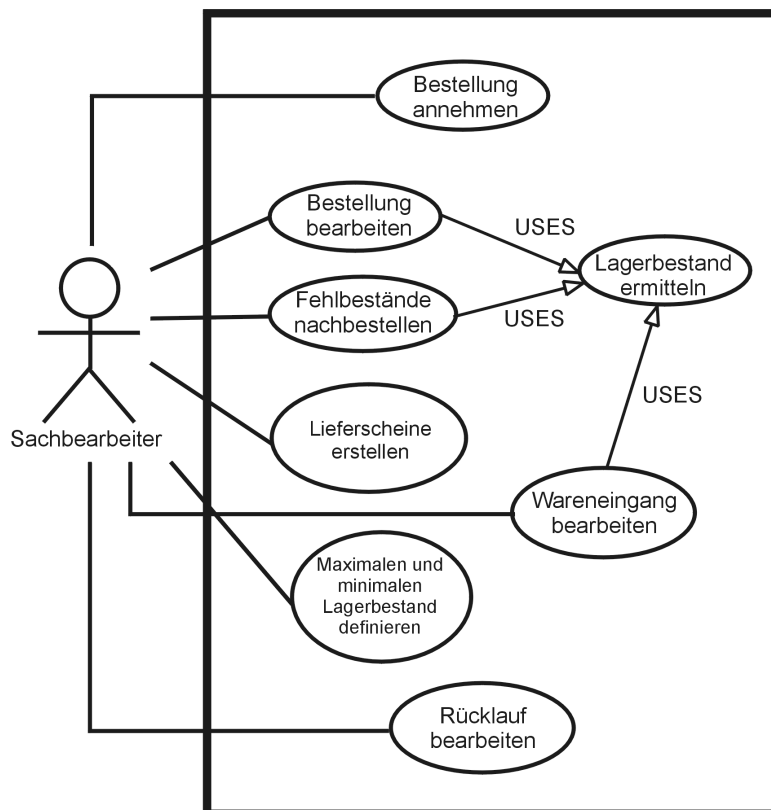 Bestellung
annehmen
Bestellung
bearbeiten
USES
Lagerbestand
ermitteln
Fehlbestände
nachbestellen
USES
USES
Sachbearbeiter
Lieferscheine
erstellen
Wareneingang
bearbeiten
Maximalen und
minimalen
Lagerbestand
definieren
Rücklauf
bearbeiten